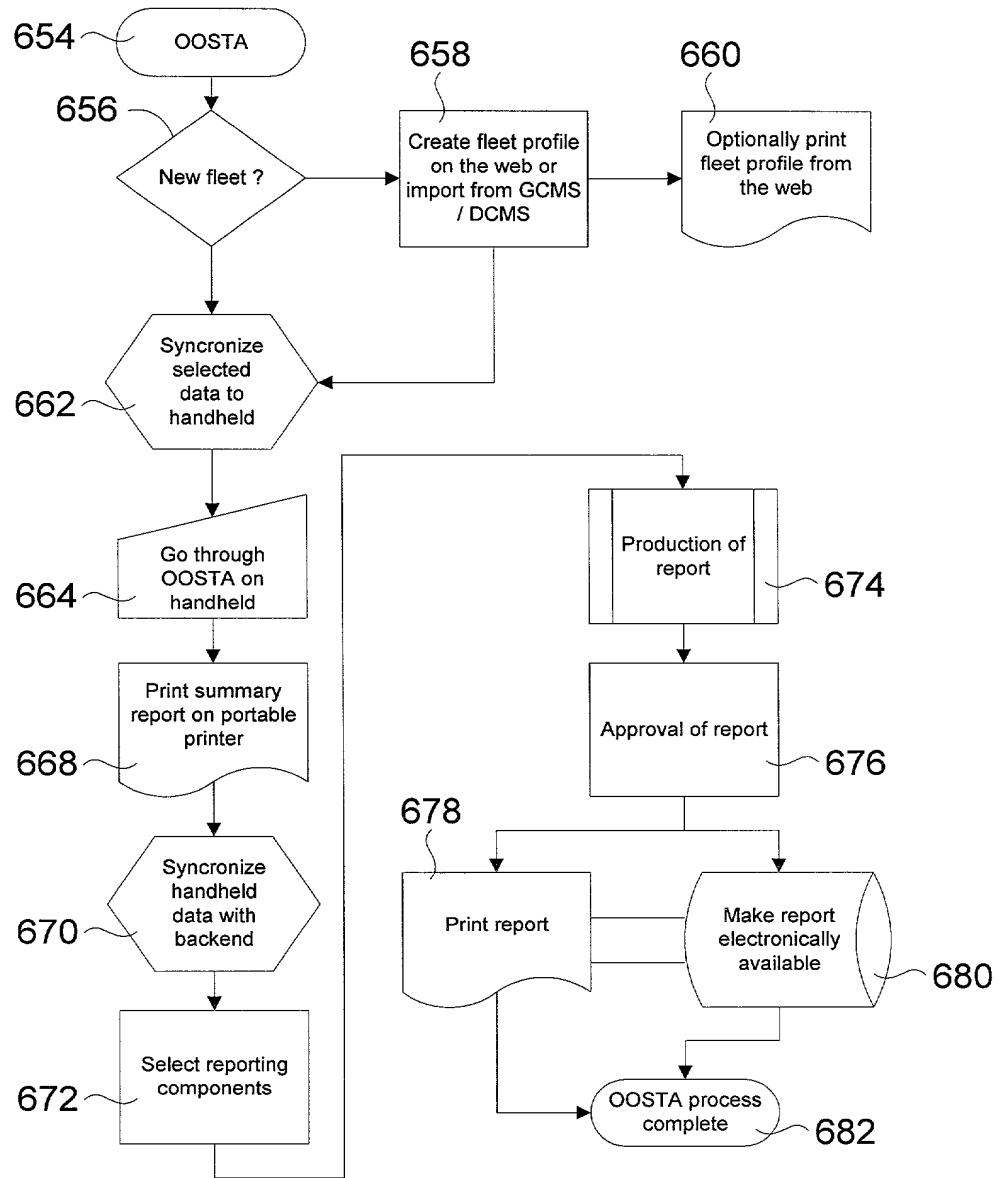 654
OOSTA
656
New fleet ?
658
Create fleet profile
on the web or
import from GCMS
/ DCMS
660
Optionally print
fleet profile from
the web
662
Syncronize
selected
data to
handheld
664
Go through
OOSTA on
handheld
668
Print summary
report on portable
printer
670
Syncronize
handheld
data with
backend
672
Select reporting
components
Production of
report
674
Approval of report
676
678
Print report
Make report
electronically
available
680
OOSTA process
complete
682